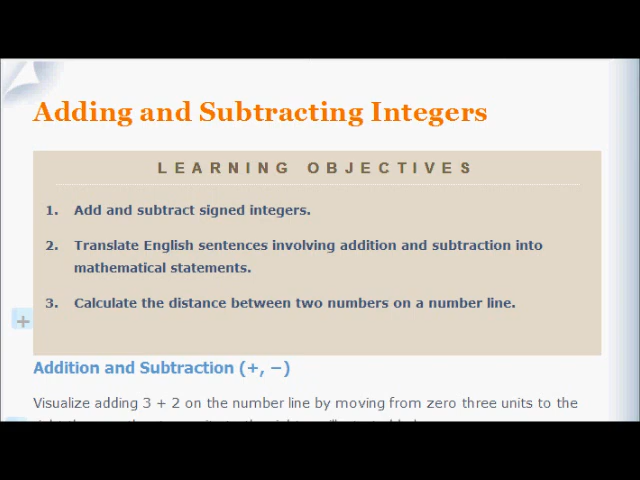 Adding and Subtracting Integers
LEARNING OBJECTIVES
1. Add and subtract signed integers.
2. Translate English sentences involving addition and subtraction into
mathematical statements.
3. Calculate the distance between two numbers on a number line.
+
Addition and Subtraction (+, −)
Visualize adding 3 + 2 on the number line by moving from zero three units to the